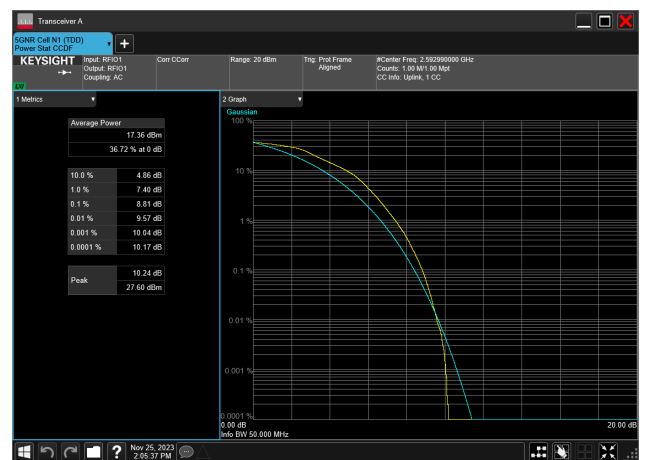 Transceiver A
5GNR Cell N1 (TDD)
Power Stat CCDF
+
KEYSIGHT
Input: RFIO1
Output: RFIO1
Coupling: AC
Corr CCorr
Range: 20 dBm
Trig: Prot Frame
Aligned
#Center Freq: 2.592990000 GHz
Counts: 1.00 M/1.00 Mpt
CC Info: Uplink, 1 CC
LV
1 Metrics
Average Power
17.36 dBm
36.72 % at 0 dB
10.0 % 4.86 dB
1.0 % 7.40 dB
0.1 % 8.81 dB
0.01 % 9.57 dB
0.001 % 10.04 dB
0.0001 % 10.17 dB
Peak
10.24 dB
27.60 dBm
2 Graph
Gaussian
100 %
10 %
1 %
0.1 %
0.01 %
0.001 %
0.0001 %
0.00 dB 20.00 dB
Info BW 50.000 MHz
?
Nov 25, 2023
2:05:37 PM